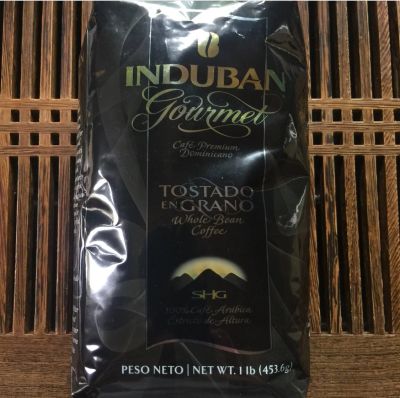 INDUBAN
Gourmet
Café Premium
Dominicano
TOSTADO
EN GRANO
Whole Bean
Coffee
SHG
100% Café Arábica
Estricto de Altura
PESO NETO | NET WT. 1 lb (453.6g)